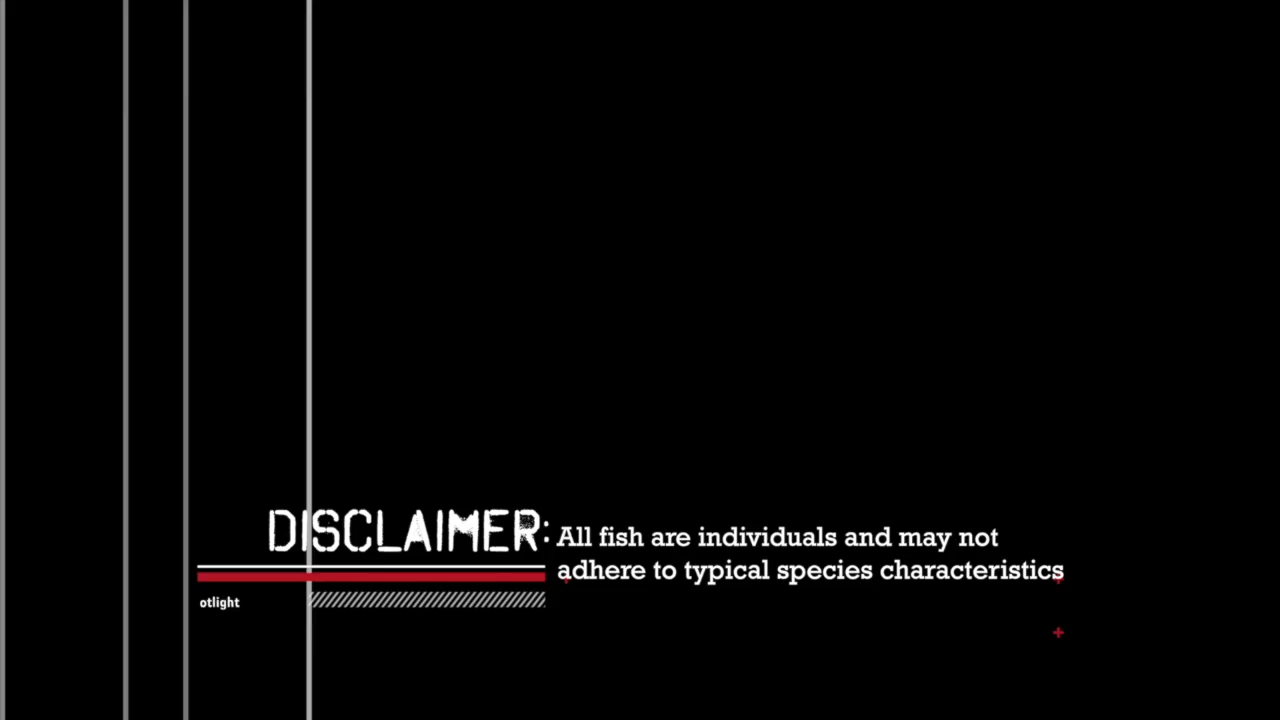 DISCLAIMER:
All fish are individuals and may not
adhere to typical species characteristics
otlight